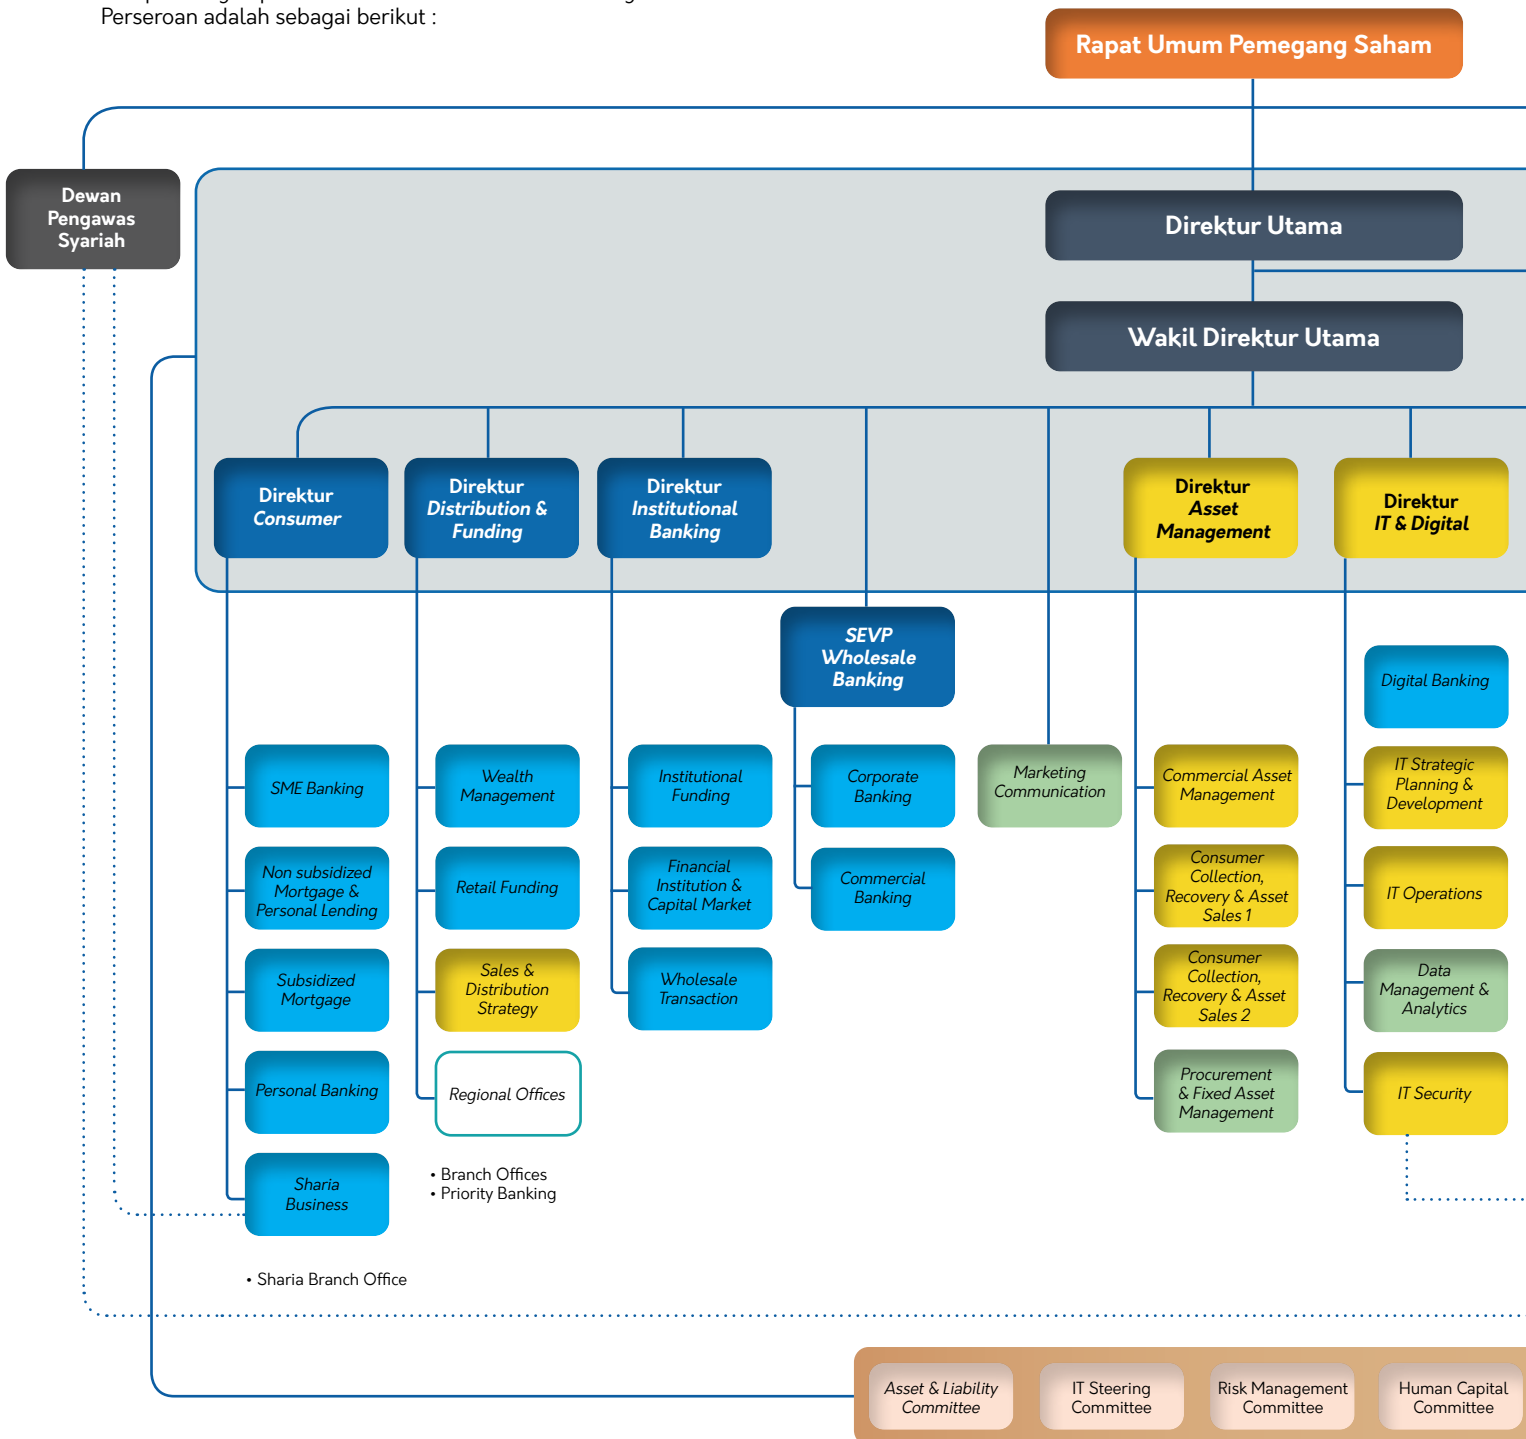 Perseroan adalah sebagai berikut :
Rapat Umum Pemegang Saham
Dewan
Pengawas
Syariah
Direktur Utama
Wakil Direktur Utama
Direktur
Consumer
Direktur
Distribution &
Funding
Direktur
Institutional
Banking
Direktur
Asset
Management
Direktur
IT & Digital
SEVP
Wholesale
Banking
Digital Banking
SME Banking
Wealth
Management
Institutional
Funding
Corporate
Banking
Marketing
Communication
Commercial Asset
Management
IT Strategic
Planning &
Development
Non subsidized
Mortgage &
Personal Lending
Retail Funding
Financial
Institution &
Capital Market
Commercial
Banking
Consumer
Collection,
Recovery & Asset
Sales 1
IT Operations
Subsidized
Mortgage
Sales &
Distribution
Strategy
Wholesale
Transaction
Consumer
Collection,
Recovery & Asset
Sales 2
Data
Management &
Analytics
Personal Banking
Regional Offices
Procurement
& Fixed Asset
Management
IT Security
Sharia
Business
• Branch Offices
• Priority Banking
• Sharia Branch Office
Asset & Liability
Committee
IT Steering
Committee
Risk Management
Committee
Human Capital
Committee